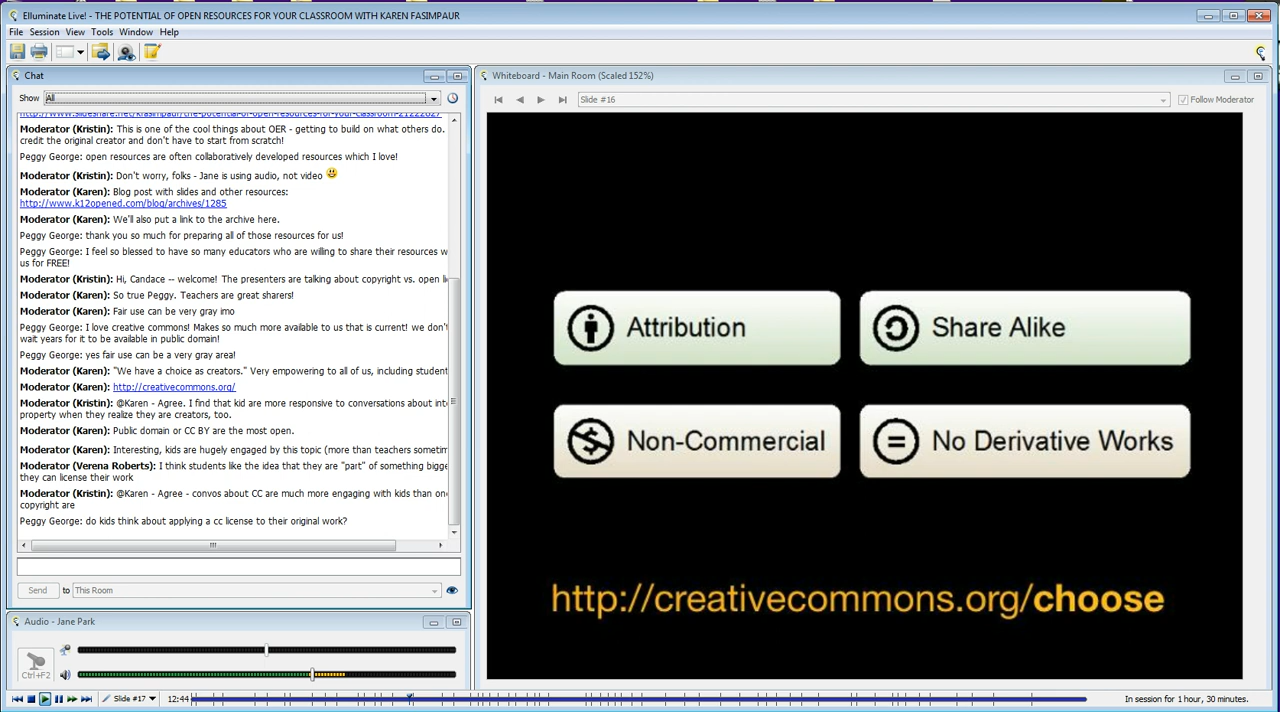 Elluminate Live! - THE POTENTIAL OF OPEN RESOURCES FOR YOUR CLASSROOM WITH KAREN FASIMPAUR
File Session View Tools Window Help
Chat
Show All
http://www.slideshare.net/kfasimpaur/the-potential-of-open-resources-for-your-classroom-21222627
Moderator (Kristin): This is one of the cool things about OER - getting to build on what others do.
credit the original creator and don't have to start from scratch!
Peggy George: open resources are often collaboratively developed resources which I love!
Moderator (Kristin): Don't worry, folks - Jane is using audio, not video
Moderator (Karen): Blog post with slides and other resources:
http://www.k12opened.com/blog/archives/1285
Moderator (Karen): We'll also put a link to the archive here.
Peggy George: thank you so much for preparing all of those resources for us!
Peggy George: I feel so blessed to have so many educators who are willing to share their resources w
us for FREE!
Moderator (Kristin): Hi, Candace -- welcome! The presenters are talking about copyright vs. open li
Moderator (Karen): So true Peggy. Teachers are great sharers!
Moderator (Karen): Fair use can be very gray imo
Peggy George: I love creative commons! Makes so much more available to us that is current! we don't
wait years for it to be available in public domain!
Peggy George: yes fair use can be a very gray area!
Moderator (Karen): "We have a choice as creators." Very empowering to all of us, including student
Moderator (Karen): http://creativecommons.org/
Moderator (Kristin): @Karen - Agree. I find that kid are more responsive to conversations about inte
property when they realize they are creators, too.
Moderator (Karen): Public domain or CC BY are the most open.
Moderator (Karen): Interesting, kids are hugely engaged by this topic (more than teachers sometim
Moderator (Verena Roberts): I think students like the idea that they are "part" of something bigge
they can license their work
Moderator (Kristin): @Karen - Agree - convos about CC are much more engaging with kids than on
copyright are
Peggy George: do kids think about applying a cc license to their original work?
Send to This Room
Audio - Jane Park
Ctrl+F2
Slide #17 12:44
Whiteboard - Main Room (Scaled 152%)
Slide #16 Follow Moderator
Attribution Share Alike
Non-Commercial No Derivative Works
http://creativecommons.org/choose
In session for 1 hour, 30 minutes.